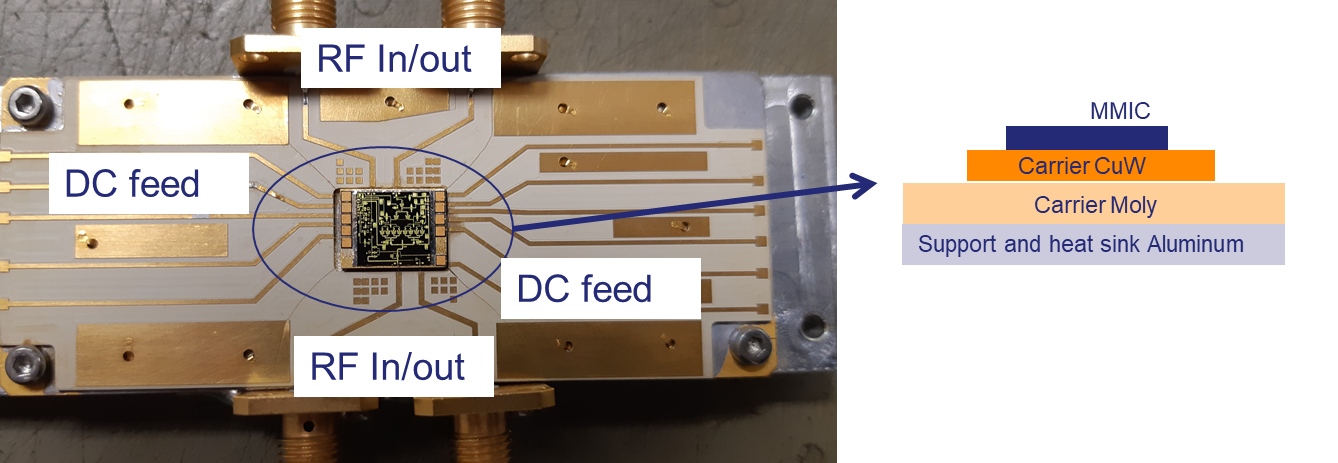 RF In/out
DC feed
DC feed
RF In/out
MMIC
Carrier CuW
Carrier Moly
Support and heat sink Aluminum